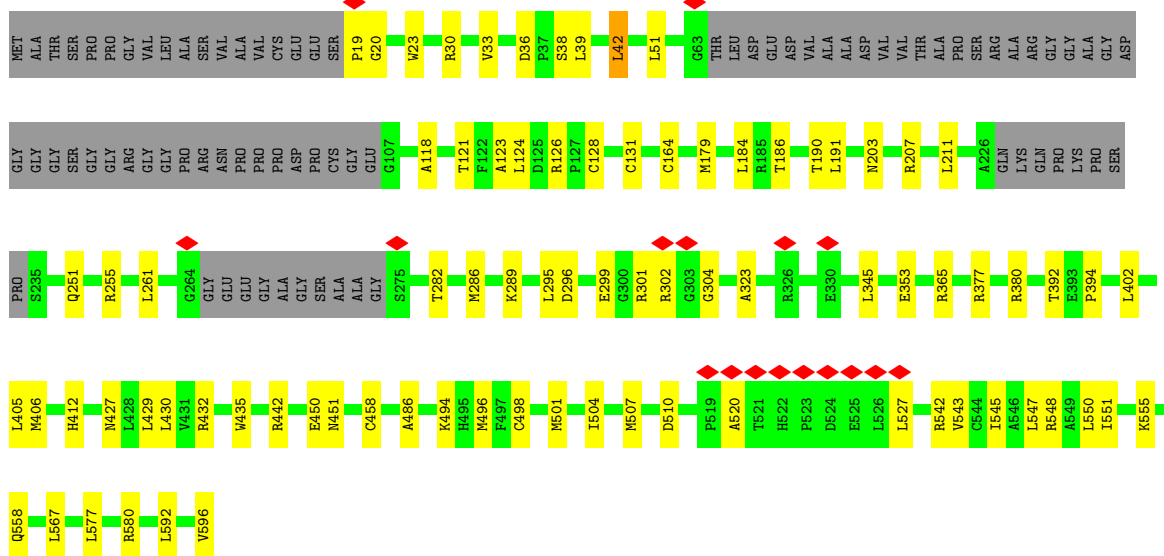 MET ALA THR SER PRO PRO GLY VAL LEU ALA SER VAL ALA VAL CYS GLU GLU SER P19 G20 W23 R30 V33 D36 P37 S38 L39 L42 L51 G63 THR LEU ASP GLU ASP VAL ALA ALA ASP VAL VAL THR ALA PRO SER ARG ALA ARG GLY GLY ALA GLY ASP
GLY GLY GLY SER GLY GLY ARG GLY GLY PRO ARG ASN PRO PRO PRO ASP PRO CYS GLY GLU G107 A118 T121 F122 A123 L124 D125 R126 P127 C128 C131 C164 M179 L184 R185 T186 T190 L191 N203 R207 L211 A226 GLN LYS GLN PRO LYS PRO SER
PRO S235 Q251 R255 L261 G264 GLY GLU GLU GLY ALA GLY SER ALA ALA GLY S275 T282 M286 K289 L295 D296 E299 G300 R301 R302 G303 G304 A323 R326 E330 L345 E353 R365 R377 R380 T392 E393 P394 L402
L405 M406 H412 N427 L428 L429 L430 V431 R432 W435 R442 E450 N451 C458 A486 K494 H495 M496 F497 C498 M501 I504 M507 D510 P519 A520 T521 H522 P523 D524 E525 L526 L527 R542 V543 C544 I545 A546 L547 R548 A549 L550 I551 K555
Q558 L567 L577 R580 L592 V596